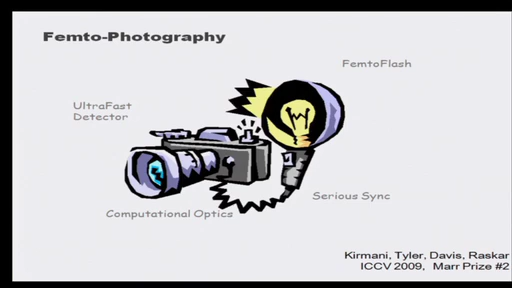 Femto-Photography
FemtoFlash
UltraFast
Detector
Serious Sync
Computational Optics
Kirmani, Tyler, Davis, Raskar
ICCV 2009, Marr Prize #2